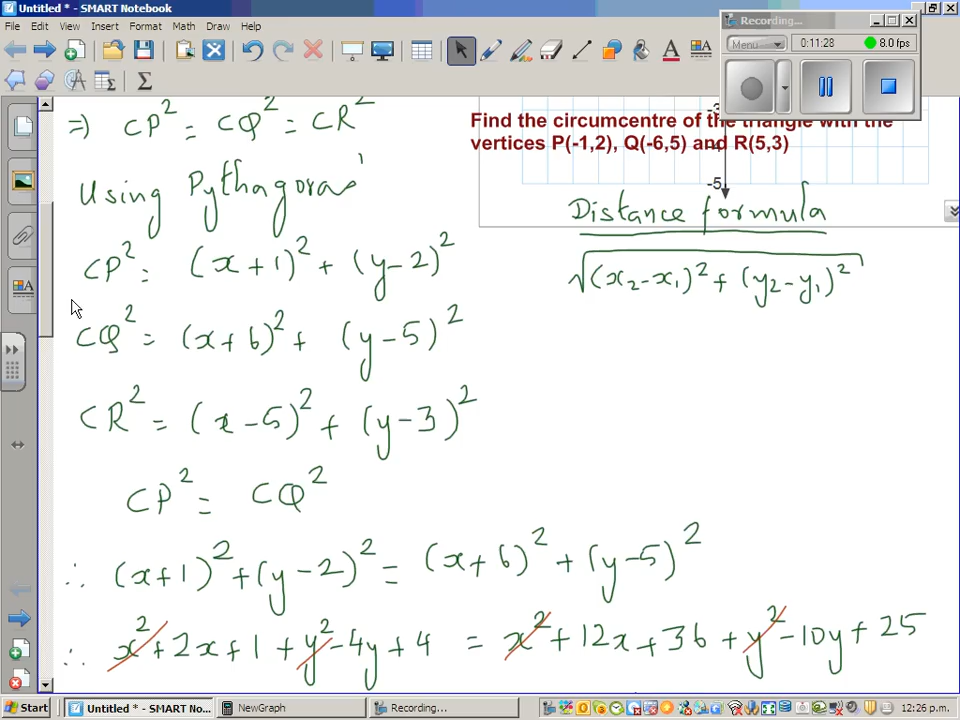 Untitled * - SMART Notebook
File Edit View Insert Format Math Draw Help
Recording...
Menu 0:11:28 8.0 fps
⇒) CP² = CQ² = CR²
-3
Find the circumcentre of the triangle with the
-4
vertices P(-1,2), Q(-6,5) and R(5,3)
-5
Using Pythagoras'
Distance formula
CP² = (x+1)² + (y-2)²
√(x₂-x₁)² + (y₂-y₁)²
CQ² = (x+6)² + (y-5)²
CR² = (x-5)² + (y-3)²
CP² = CQ²
∴ (x+1)² + (y-2)² = (x+6)² + (y-5)²
∴ x² + 2x + 1 + y² - 4y + 4 = x² + 12x + 36 + y² - 10y + 25
Start Untitled * - SMART No... NewGraph Recording... 12:26 p.m.